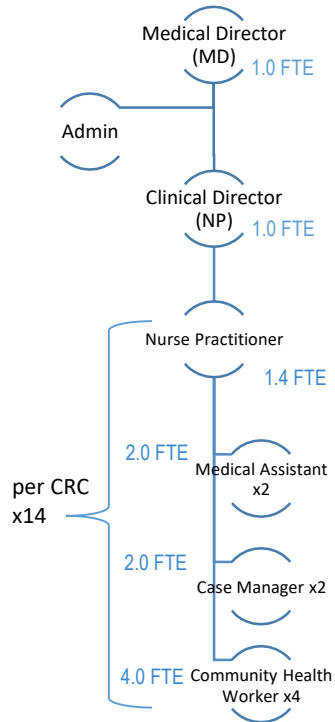 Medical Director
(MD)
1.0 FTE
Admin
Clinical Director
(NP)
1.0 FTE
Nurse Practitioner
1.4 FTE
per CRC
x14
2.0 FTE
Medical Assistant
x2
2.0 FTE
Case Manager x2
4.0 FTE
Community Health
Worker x4